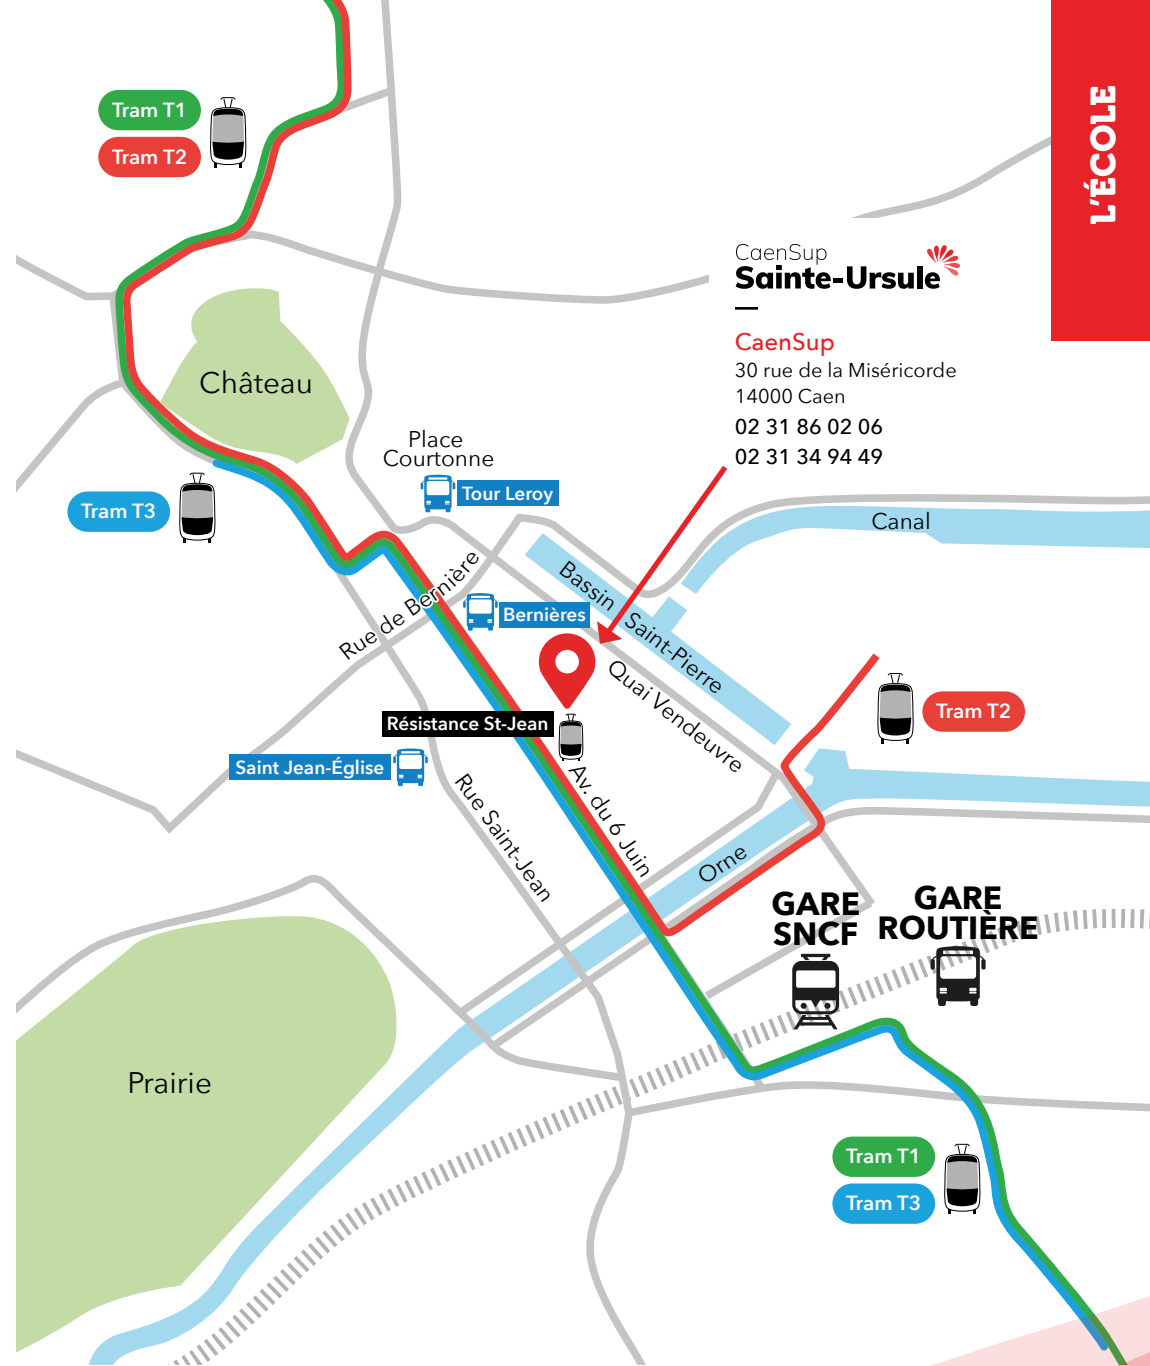 L'ÉCOLE
Tram T1
Tram T2
CaenSup
Sainte-Ursule
CaenSup
30 rue de la Miséricorde
14000 Caen
02 31 86 02 06
02 31 34 94 49
Château
Place
Courtonne
Tour Leroy
Tram T3
Canal
Rue de Bernière
Bassin Saint-Pierre
Bernières
Quai Vendeuvre
Résistance St-Jean
Tram T2
Saint Jean-Église
Av. du 6 Juin
Rue Saint-Jean
Orne
GARE
SNCF
GARE
ROUTIÈRE
Prairie
Tram T1
Tram T3